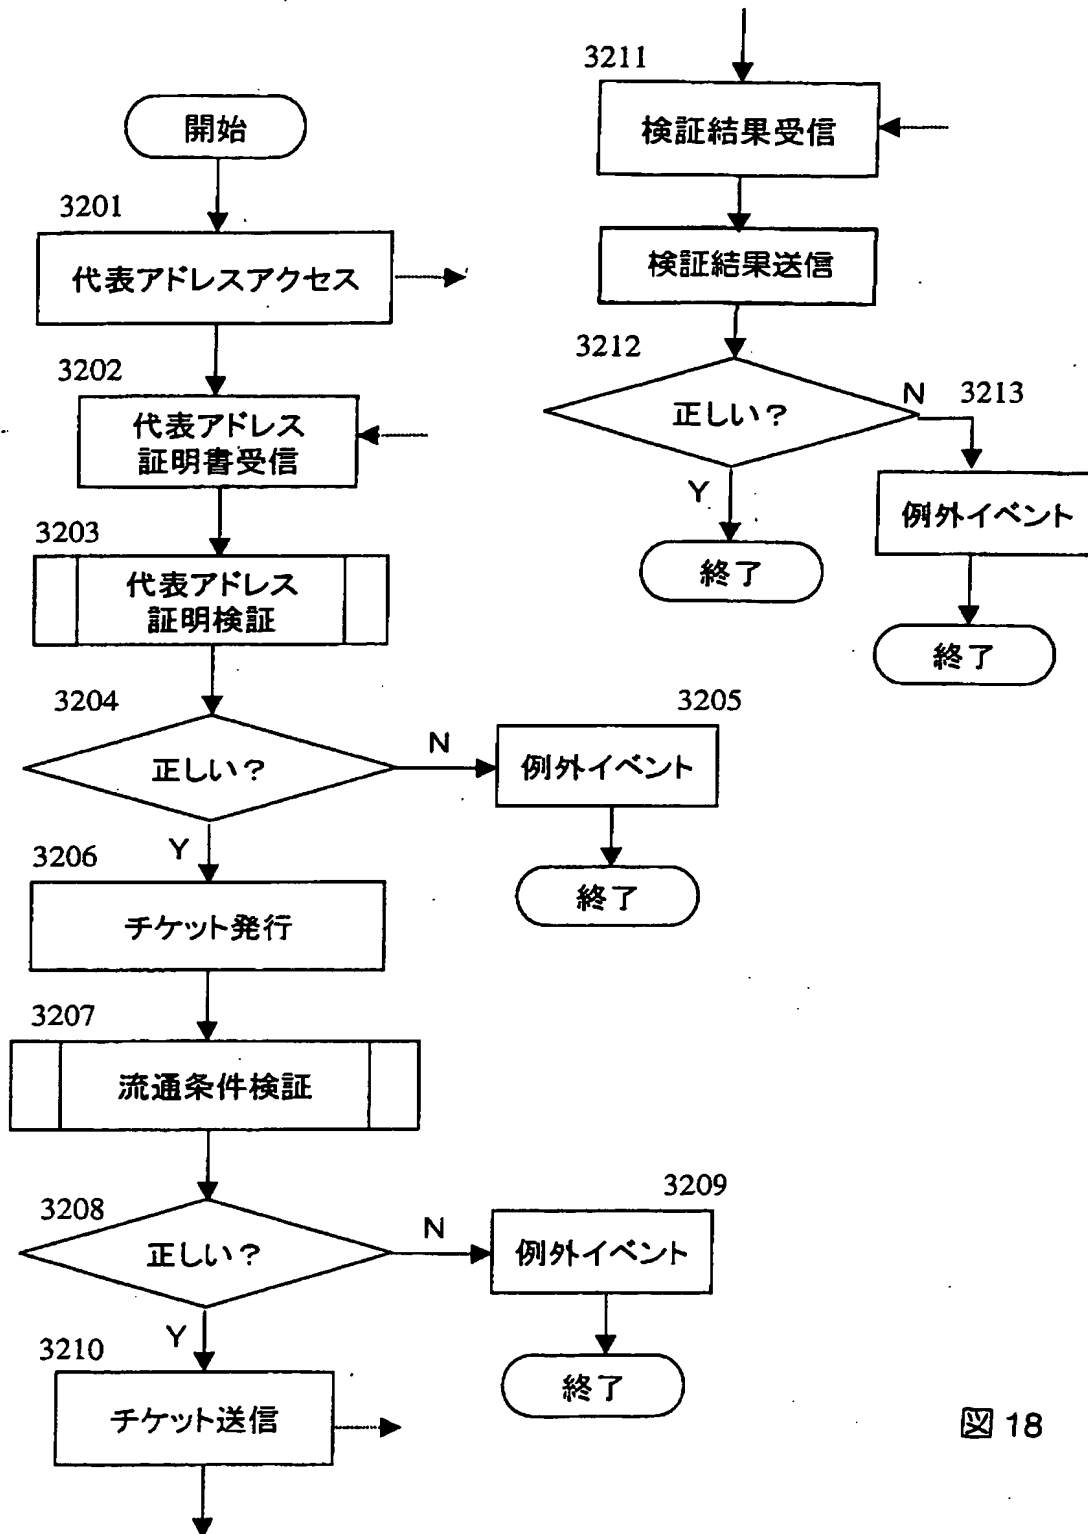 開始
3201
代表アドレスアクセス
3202
代表アドレス
証明書受信
3203
代表アドレス
証明検証
3204
正しい？
N
3205
例外イベント
終了
Y
3206
チケット発行
3207
流通条件検証
3208
正しい？
N
3209
例外イベント
終了
Y
3210
チケット送信
3211
検証結果受信
検証結果送信
3212
正しい？
N
3213
例外イベント
終了
Y
終了
図 18